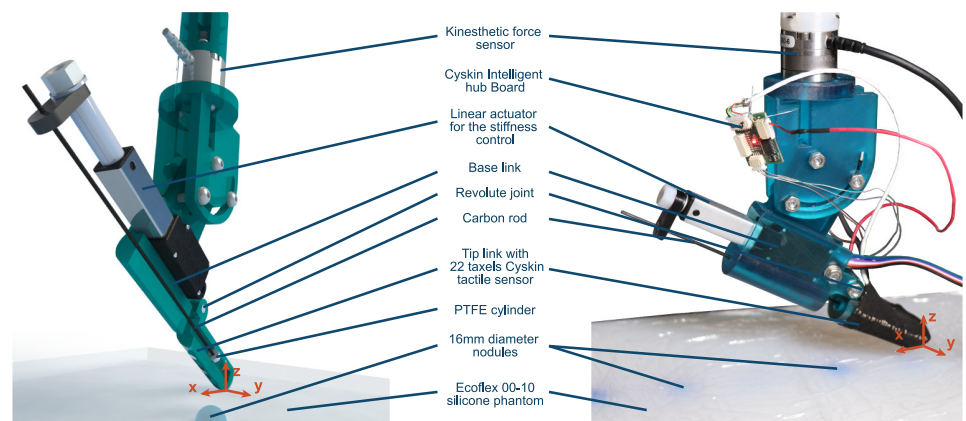 Kinesthetic force
sensor
Cyskin Intelligent
hub Board
Linear actuator
for the stiffness
control
Base link
Revolute joint
Carbon rod
Tip link with
22 taxels Cyskin
tactile sensor
PTFE cylinder
16mm diameter
nodules
Ecoflex 00-10
silicone phantom
z
x
y
z
x
y